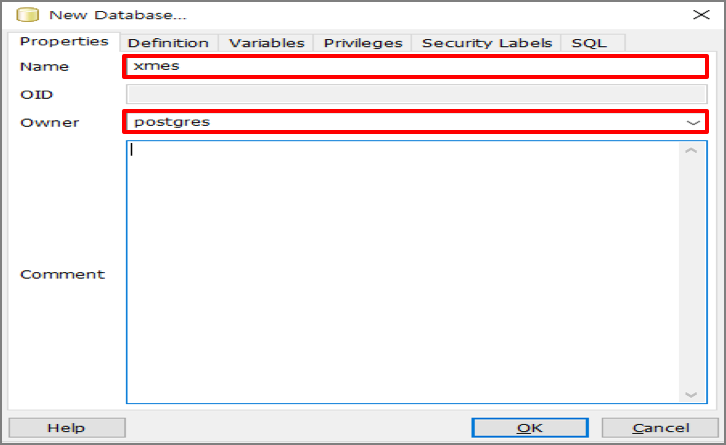 New Database...
Properties Definition Variables Privileges Security Labels SQL
Name xmes
OID
Owner postgres
Comment
Help OK Cancel